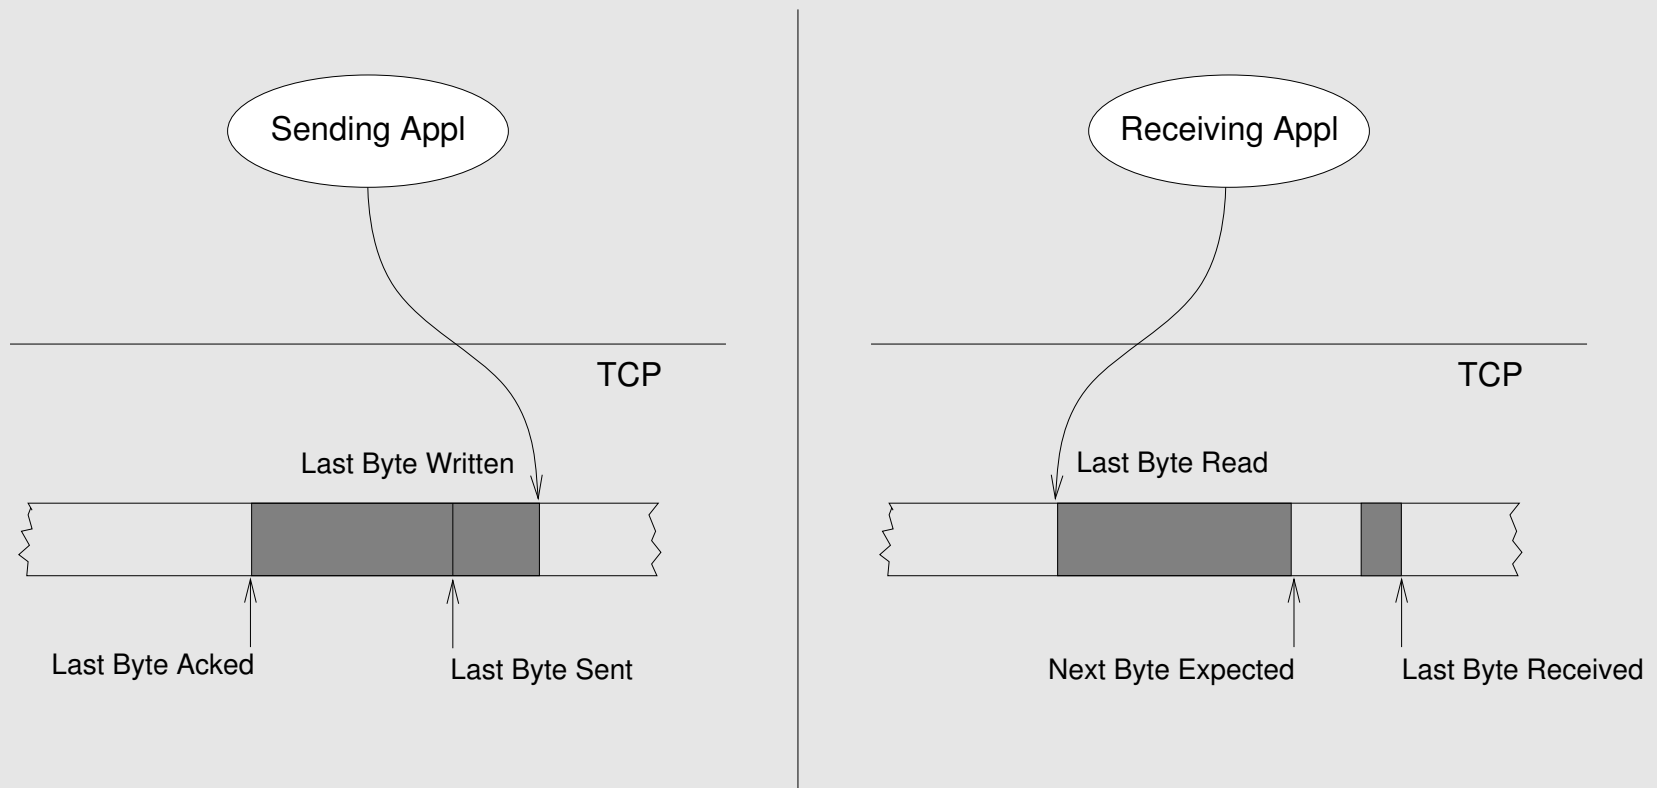 Sending Appl
TCP
Last Byte Written
Last Byte Acked
Last Byte Sent
Receiving Appl
TCP
Last Byte Read
Next Byte Expected
Last Byte Received